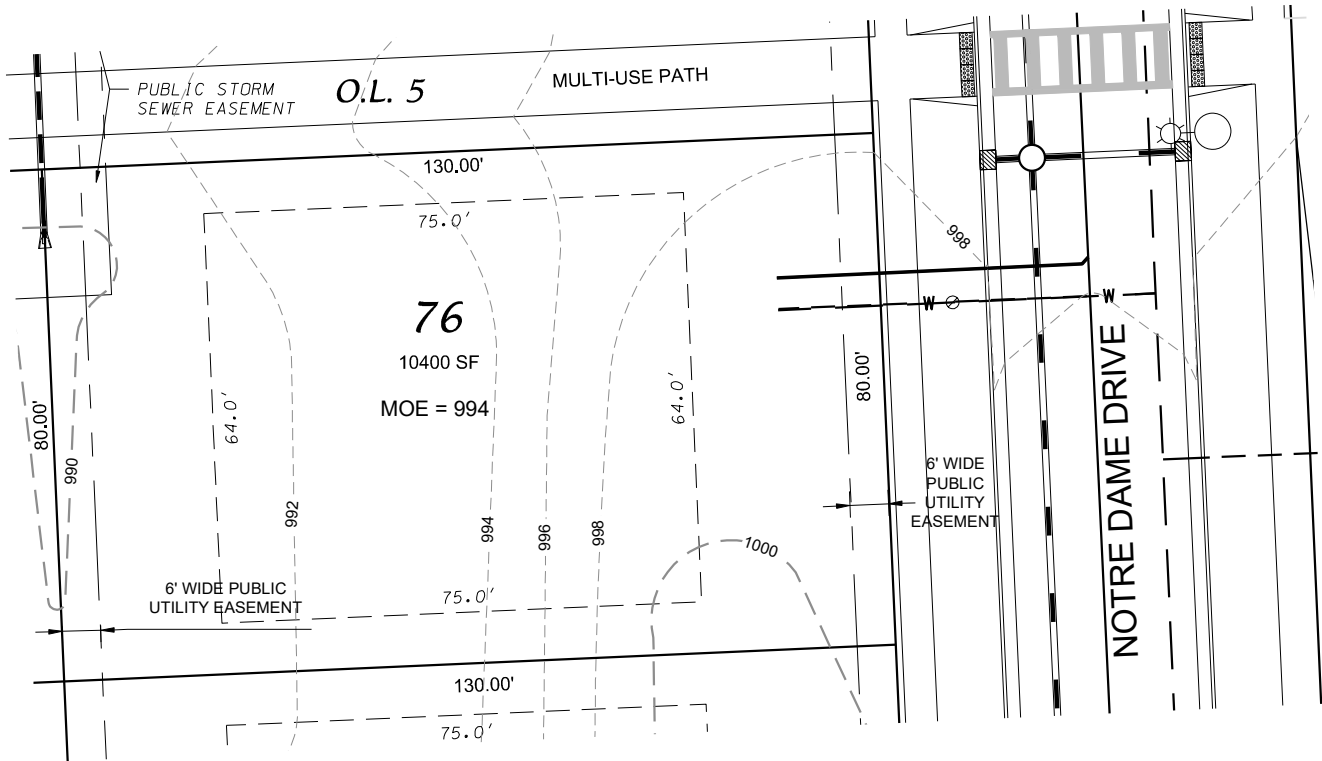 PUBLIC STORM
SEWER EASEMENT
O.L. 5
MULTI-USE PATH
130.00'
75.0'
998
76
10400 SF
MOE = 994
W
W
64.0'
64.0'
80.00'
80.00'
990
992
994
996
998
1000
6' WIDE
PUBLIC
UTILITY
EASEMENT
NOTRE DAME DRIVE
6' WIDE PUBLIC
UTILITY EASEMENT
75.0'
130.00'
75.0'